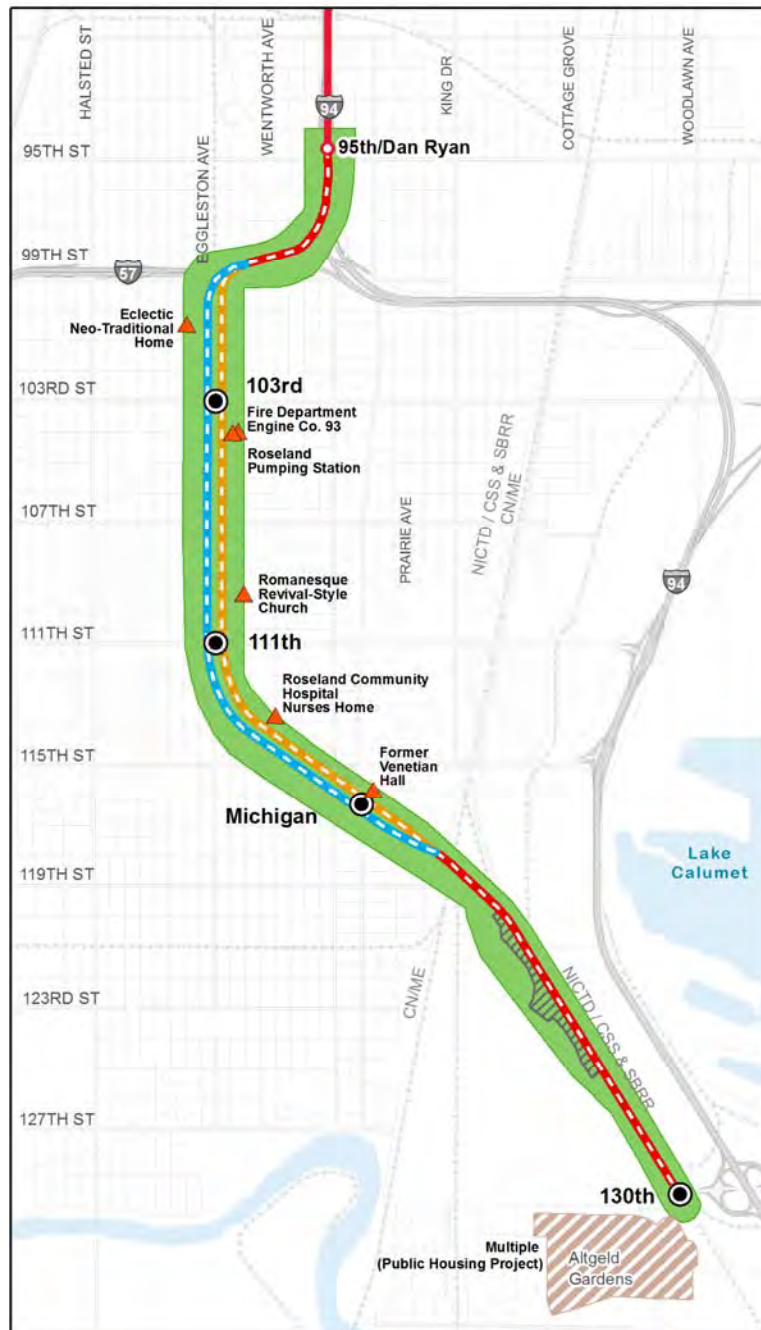 HALSTED ST
EGGLESTON AVE
WENTWORTH AVE
94
KING DR
COTTAGE GROVE
WOODLAWN AVE
95TH ST
95th/Dan Ryan
99TH ST
57
Eclectic
Neo-Traditional
Home
103RD ST
103rd
Fire Department
Engine Co. 93
Roseland
Pumping Station
NICTD / CSS & SBRR
CN/ME
107TH ST
PRAIRIE AVE
94
Romanesque
Revival-Style
Church
111TH ST
111th
Roseland Community
Hospital
Nurses Home
115TH ST
Former
Venetian
Hall
Michigan
Lake
Calumet
119TH ST
CN/ME
NICTD / CSS & SBRR
123RD ST
127TH ST
130th
Multiple
(Public Housing Project)
Altgeld
Gardens